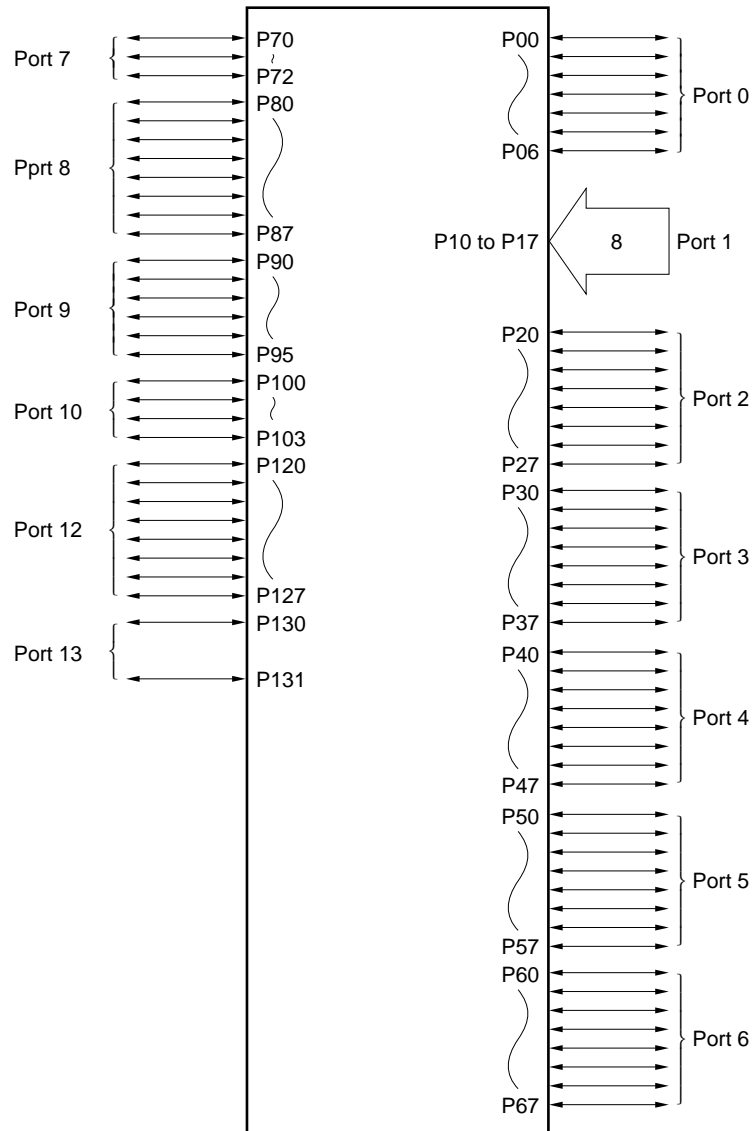 Port 7
P70
~
P72
Pprt 8
P80
P87
Port 9
P90
P95
Port 10
P100
~
P103
Port 12
P120
P127
Port 13
P130
P131
P00
P06
Port 0
P10 to P17
8
Port 1
P20
P27
Port 2
P30
P37
Port 3
P40
P47
Port 4
P50
P57
Port 5
P60
P67
Port 6